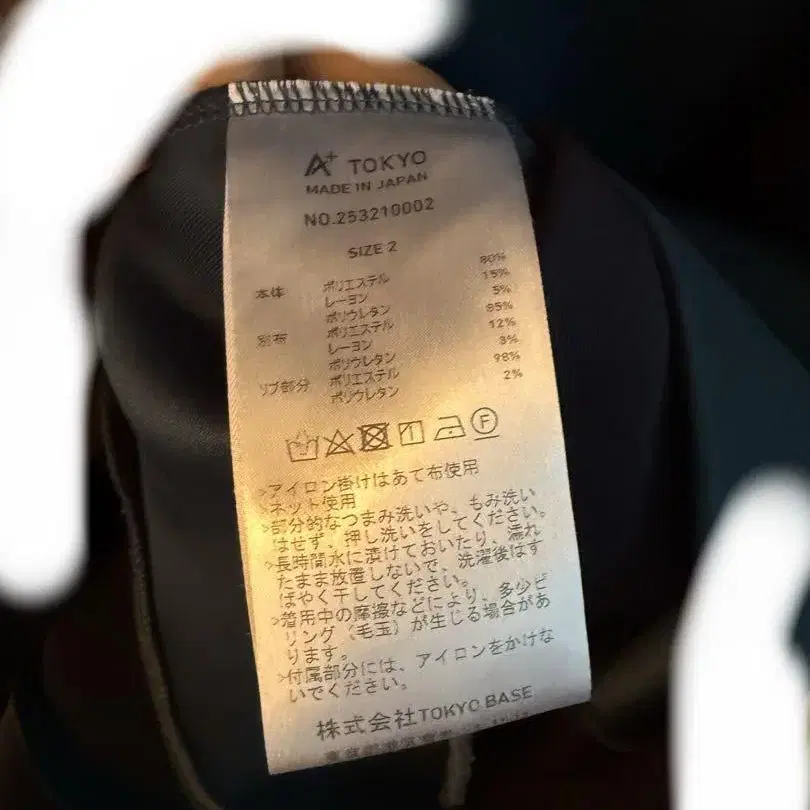 A+ TOKYO
MADE IN JAPAN
NO.253210002
SIZE 2
本体 ポリエステル 80%
レーヨン 15%
ポリウレタン 5%
別布 ポリエステル 85%
レーヨン 12%
ポリウレタン 3%
リブ部分 ポリエステル 98%
ポリウレタン 2%
F
>アイロン掛けはあて布使用
>ネット使用
>部分的なつまみ洗いや、もみ洗い
はせず、押し洗いをしてください。
>長時間水に漬けておいたり、濡れ
たまま放置しないで、洗濯後はす
ばやく干してください。
>着用中の摩擦などにより、多少ピ
リング（毛玉）が生じる場合があ
ります。
>付属部分には、アイロンをかけな
いでください。
株式会社TOKYO BASE